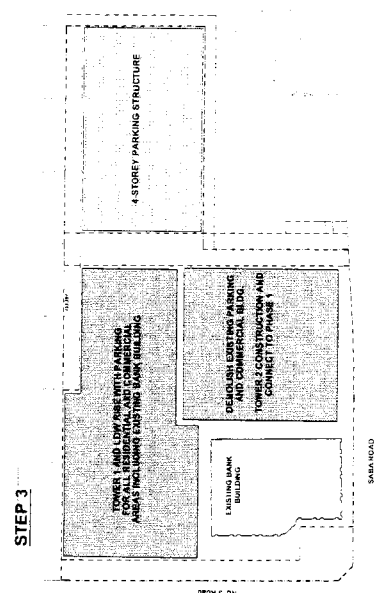 STEP 3
4-STOREY PARKING STRUCTURE
TOWER 1 AND LOW RISE WITH PARKING
FOR ALL RESIDENTIAL AND COMMERCIAL
AREAS INCLUDING EXISTING BANK BUILDING
DEMOLISH EXISTING PARKING
AND COMMERCIAL BLDG.
TOWER 2 CONSTRUCTION AND
CONNECT TO PHASE 1
EXISTING BANK
BUILDING
SABA ROAD